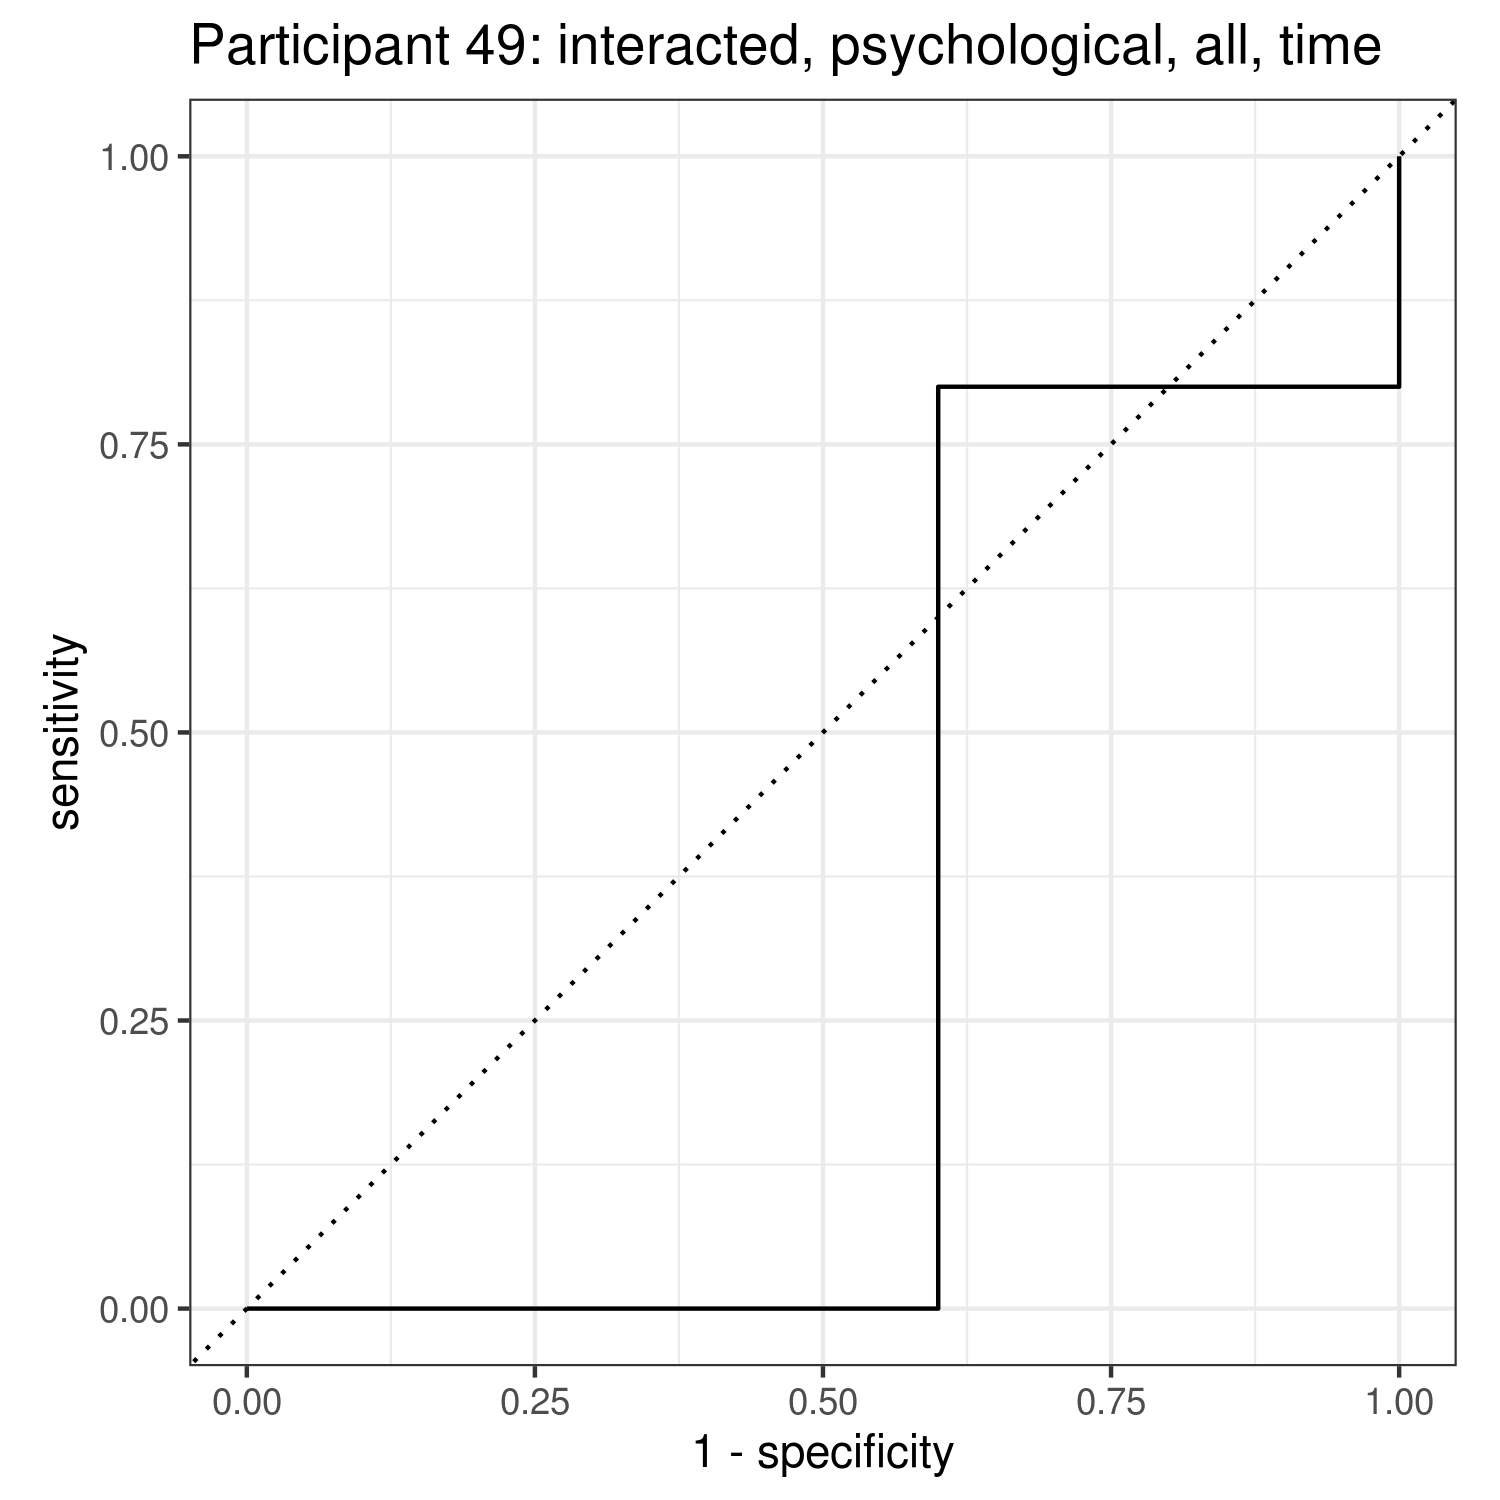 Participant 49: interacted, psychological, all, time
1.00
0.75
0.50
0.25
0.00
sensitivity
0.00 0.25 0.50 0.75 1.00
1 - specificity